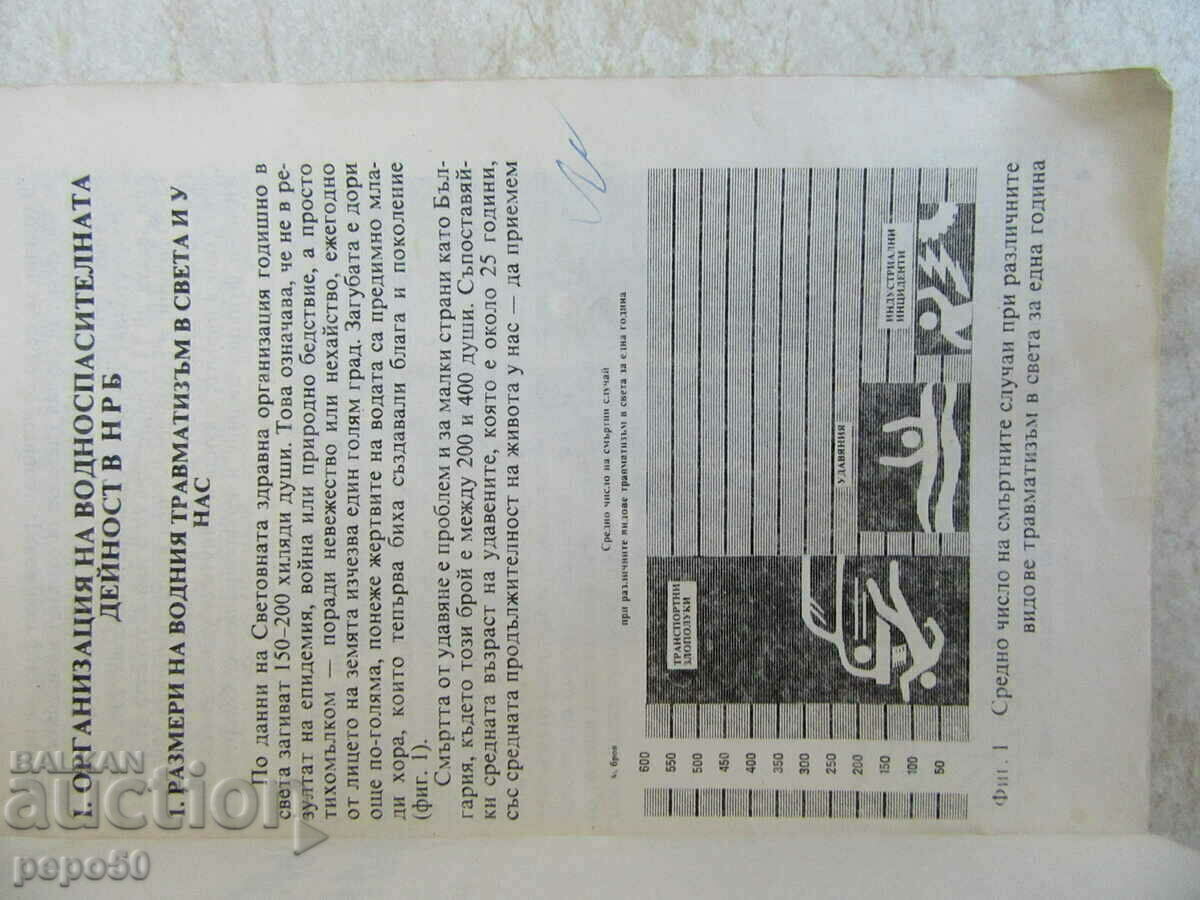 I. ОРГАНИЗАЦИЯ НА ВОДНОСПАСИТЕЛНАТА
ДЕЙНОСТ В НРБ
1. РАЗМЕРИ НА ВОДНИЯ ТРАВМАТИЗЪМ В СВЕТА И У
НАС
По данни на Световната здравна организация годишно в
света загиват 150–200 хиляди души. Това означава, че не в ре-
зултат на епидемия, война или природно бедствие, а просто
тихомълком — поради невежество или нехайство, ежегодно
от лицето на земята изчезва един голям град. Загубата е дори
още по-голяма, понеже жертвите на водата са предимно мла-
ди хора, които тепърва биха създавали блага и поколение
(фиг. 1).
Смъртта от удавяне е проблем и за малки страни като Бъл-
гария, където този брой е между 200 и 400 души. Съпоставяй-
ки средната възраст на удавените, която е около 25 години,
със средната продължителност на живота у нас — да приемем
Средно число на смъртни случай
при различните видове травматизъм в света за една година
х. броя
600
550
500
450
400
350
300
250
200
150
100
50
ТРАНСПОРТНИ
ЗЛОПОЛУКИ
УДАВЯНИЯ
ИНДУСТРИАЛНИ
ИНЦИДЕНТИ
Фиг. 1 Средно число на смъртните случаи при различните
видове травматизъм в света за една година
BALKAN
аuction
pepo50